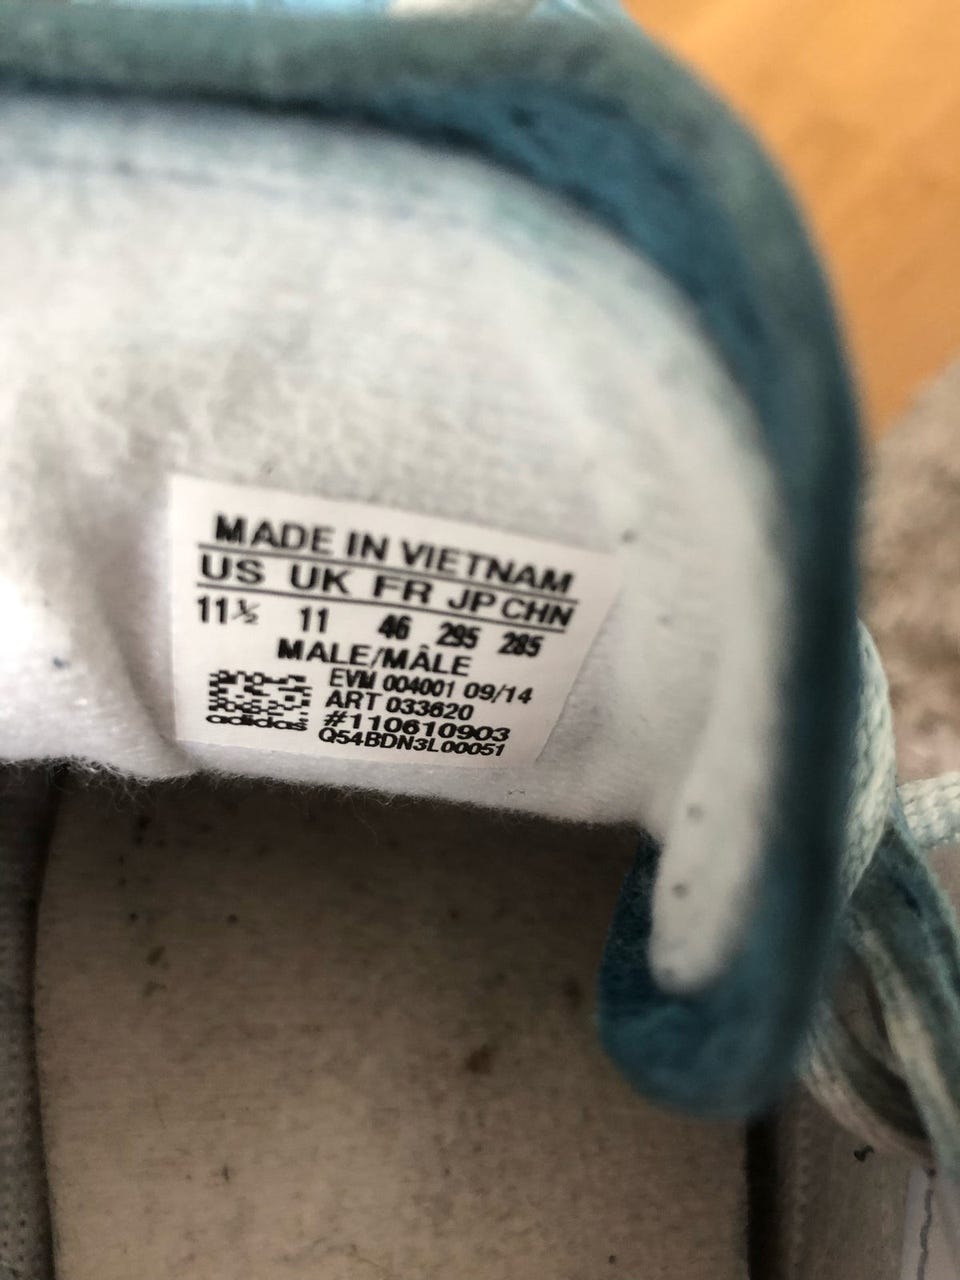 MADE IN VIETNAM
US UK FR JP CHN
11½ 11 46 295 285
MALE/MÂLE
EVM 004001 09/14
ART 033620
#110610903
adidas Q54BDN3L00051